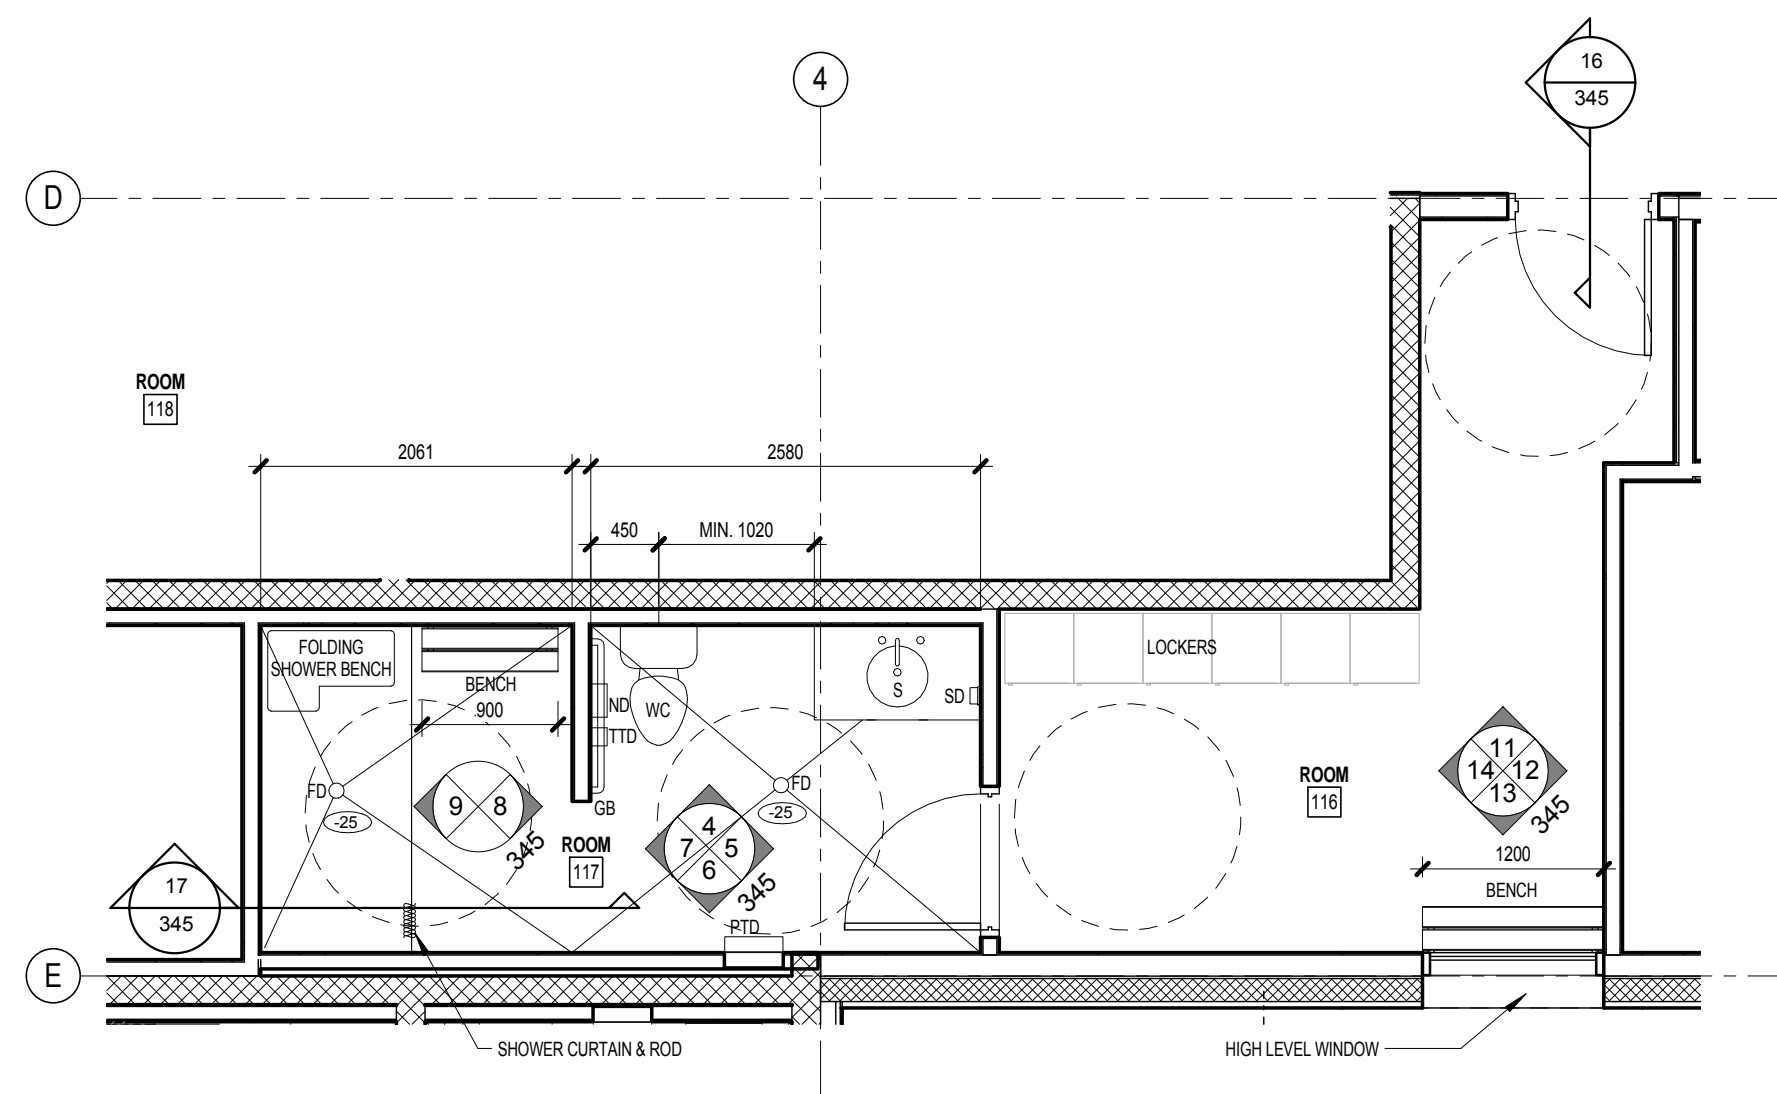 4
16
345
D
ROOM
118
2061
2580
450
MIN. 1020
FOLDING
SHOWER BENCH
BENCH
900
ND
WC
TTD
S
SD
LOCKERS
FD
-25
9
8
345
GB
ROOM
117
FD
-25
4
7
5
6
345
PTD
ROOM
116
11
14
12
13
345
1200
BENCH
17
345
E
SHOWER CURTAIN & ROD
HIGH LEVEL WINDOW